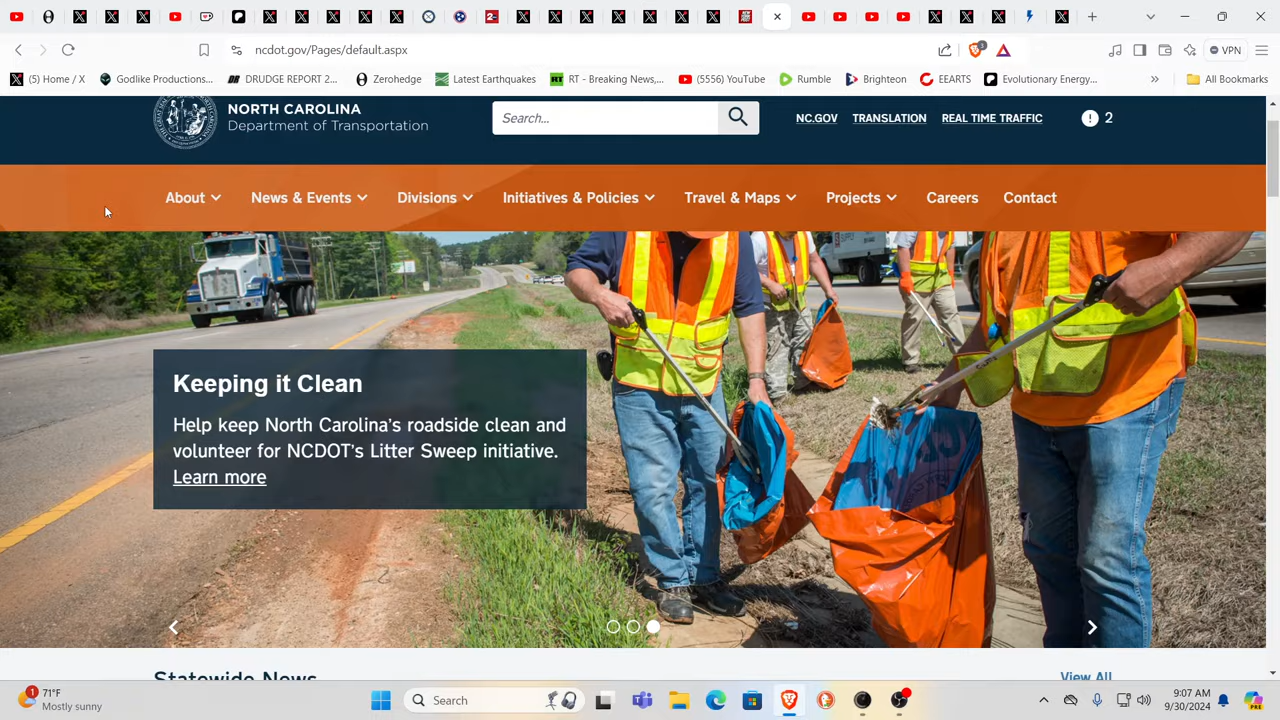 ncdot.gov/Pages/default.aspx
3
VPN
(5) Home / X
Godlike Productions...
DRUDGE REPORT 2...
Zerohedge
Latest Earthquakes
RT - Breaking News,...
(5556) YouTube
Rumble
Brighteon
EEARTS
Evolutionary Energy...
»
All Bookmarks
NORTH CAROLINA
Department of Transportation
Search...
NC.GOV
TRANSLATION
REAL TIME TRAFFIC
! 2
About
News & Events
Divisions
Initiatives & Policies
Travel & Maps
Projects
Careers
Contact
Keeping it Clean
Help keep North Carolina's roadside clean and
volunteer for NCDOT's Litter Sweep initiative.
Learn more
Statewide News
View All
1
71°F
Mostly sunny
Search
9:07 AM
9/30/2024
PRE